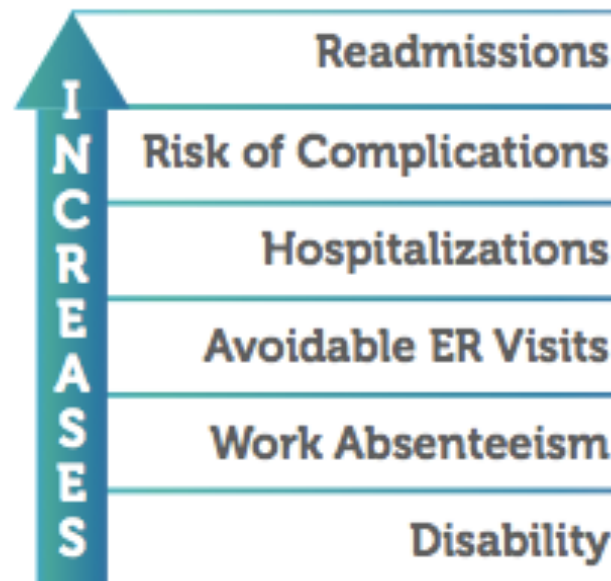 INCREASES
Readmissions
Risk of Complications
Hospitalizations
Avoidable ER Visits
Work Absenteeism
Disability